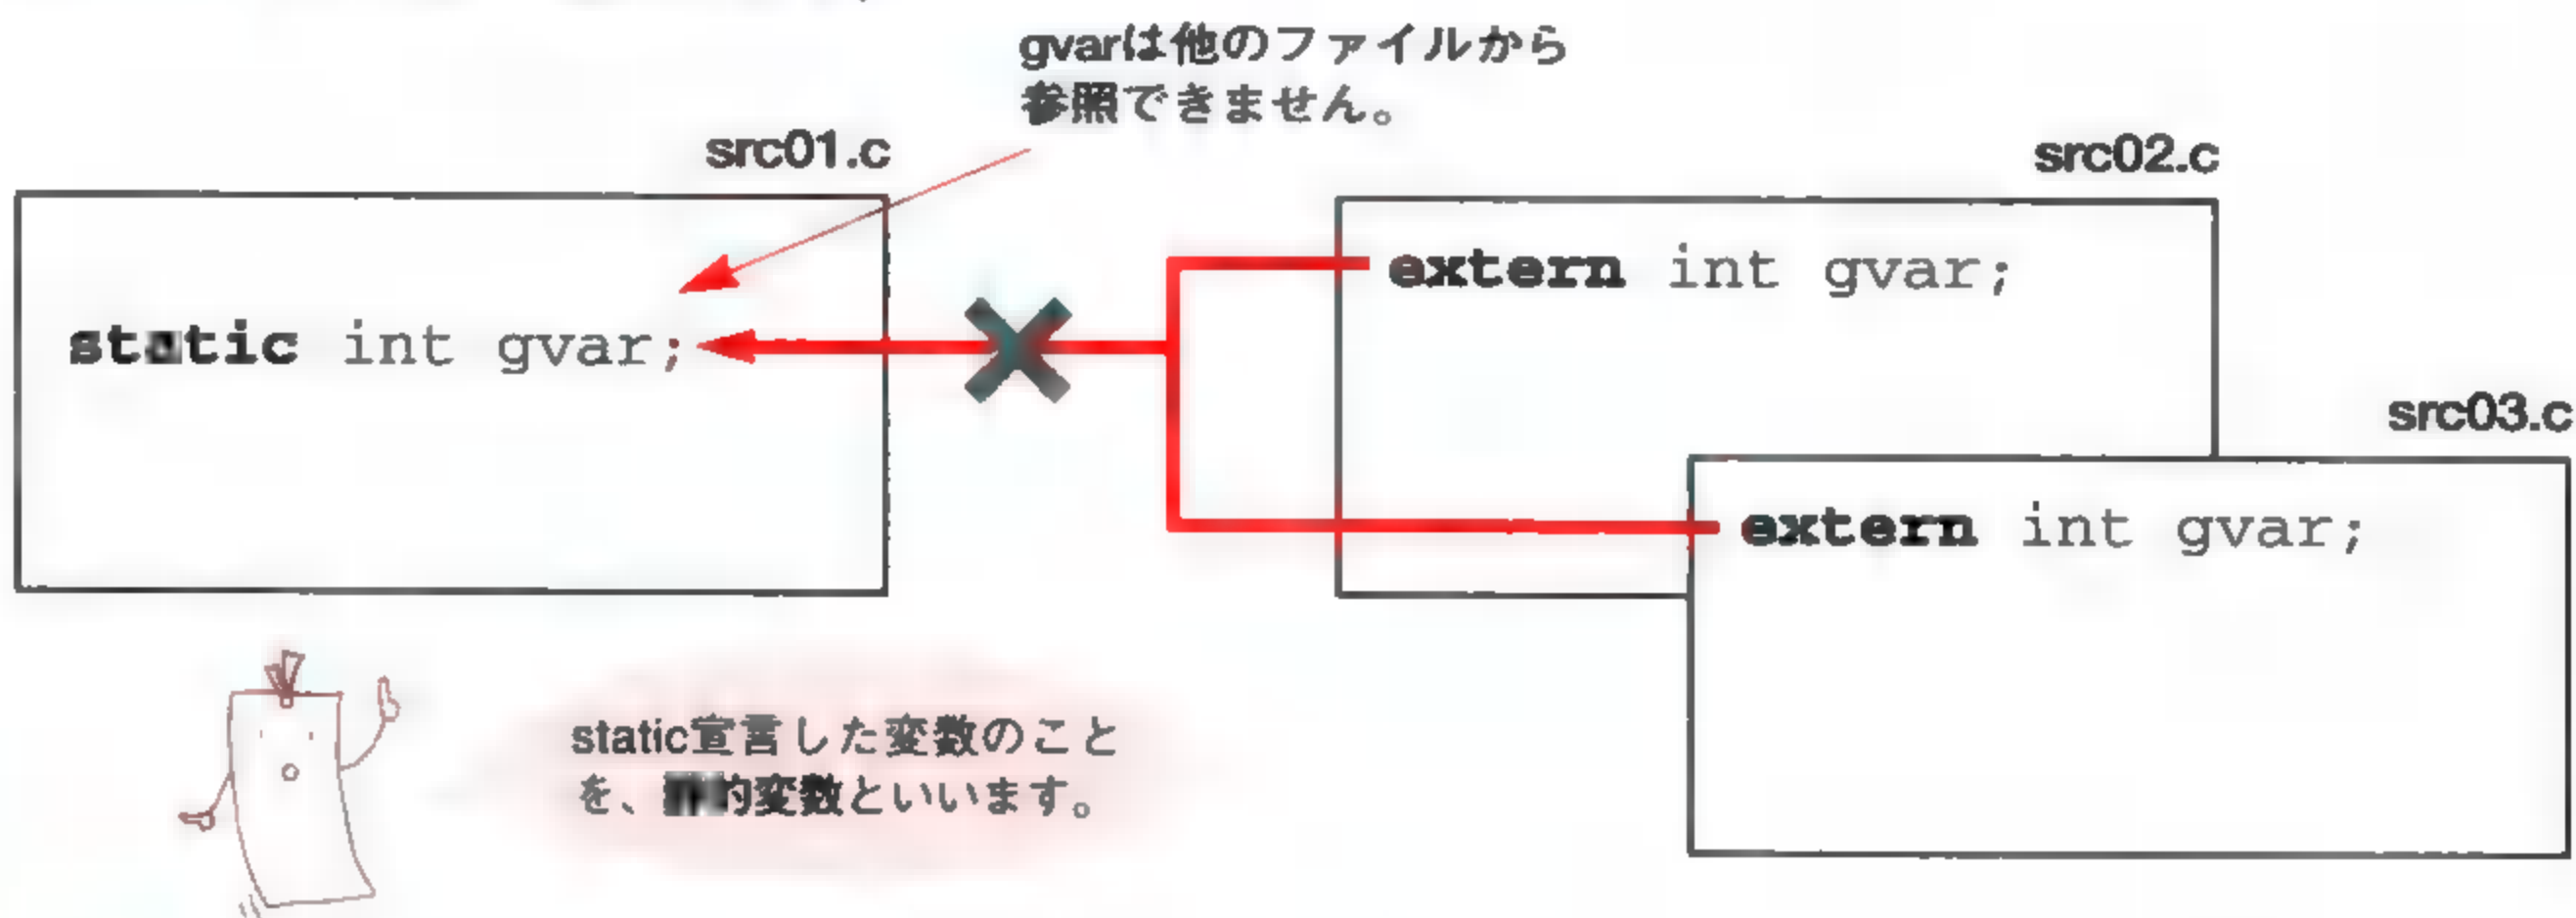 gvarは他のファイルから
参照できません。
src01.c
src02.c
static int gvar;
extern int gvar;
src03.c
extern int gvar;
static宣言した変数のこと
を、的変数といいます。